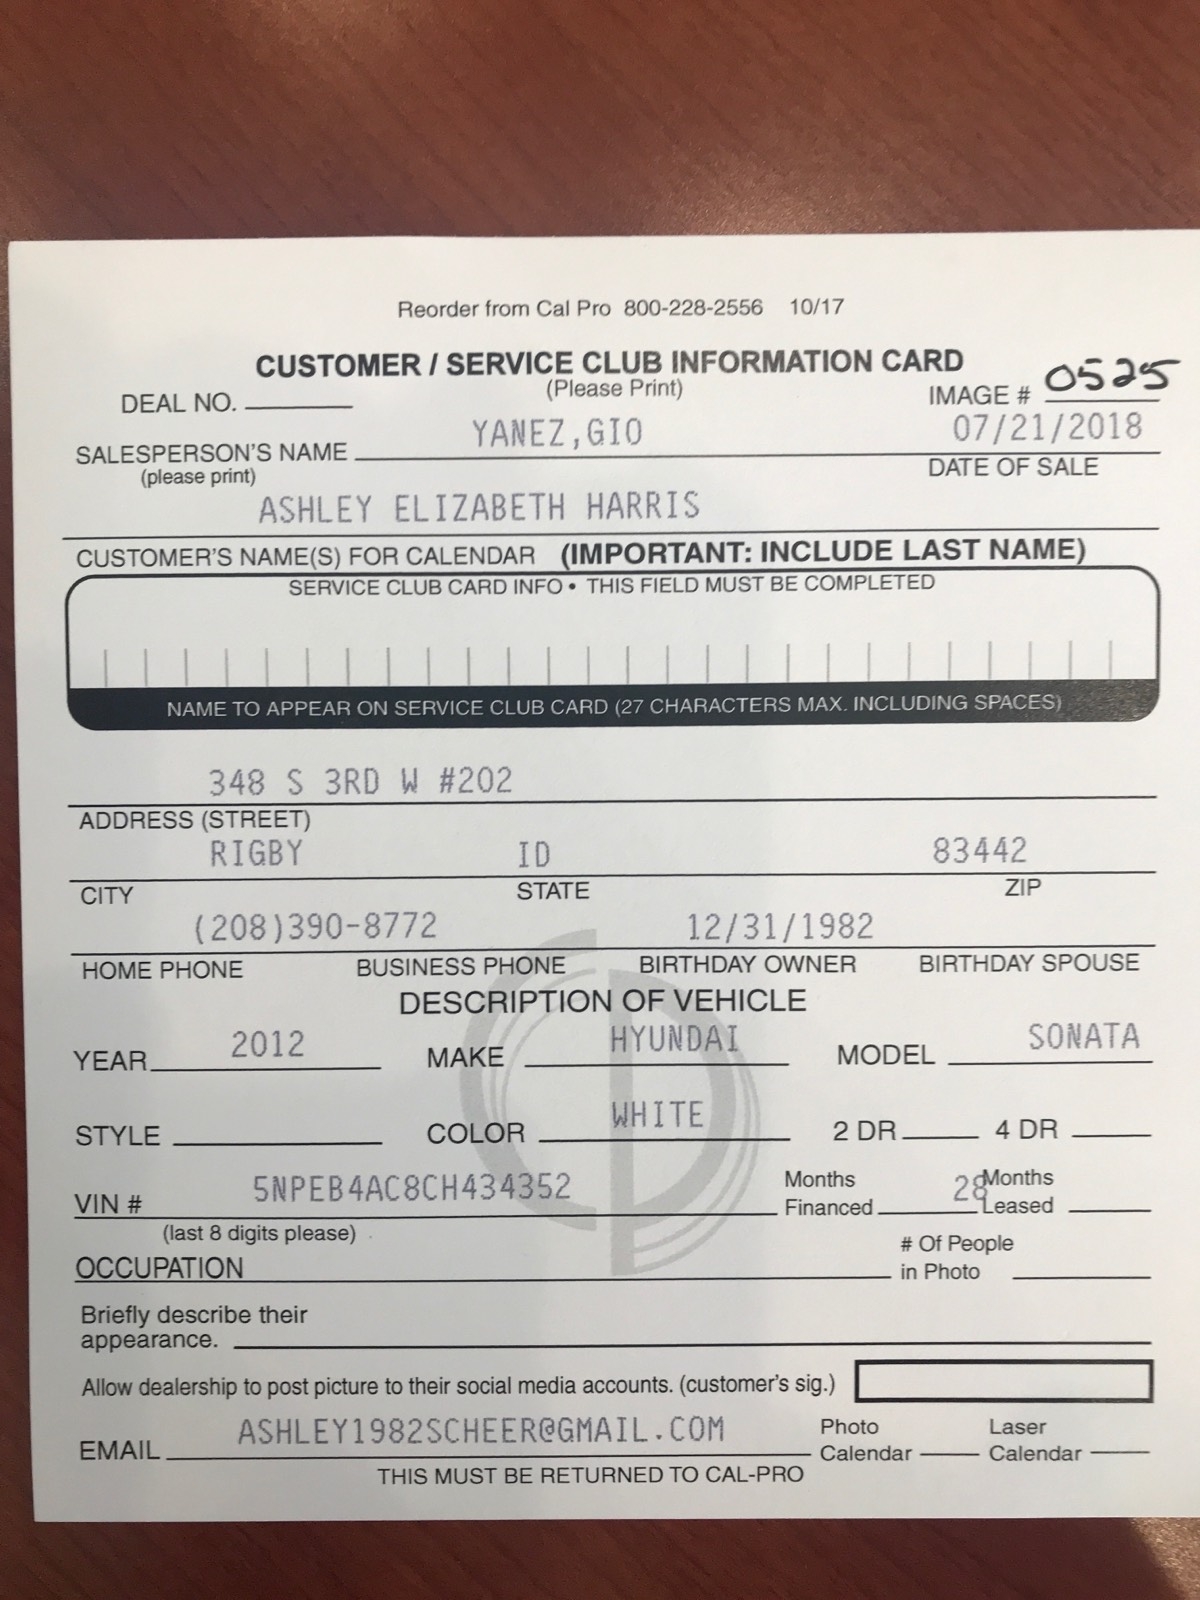 Reorder from Cal Pro 800-228-2556 10/17
CUSTOMER / SERVICE CLUB INFORMATION CARD
(Please Print)
DEAL NO. IMAGE # 0525
YANEZ,GIO 07/21/2018
SALESPERSON'S NAME DATE OF SALE
(please print)
ASHLEY ELIZABETH HARRIS
CUSTOMER'S NAME(S) FOR CALENDAR (IMPORTANT: INCLUDE LAST NAME)
SERVICE CLUB CARD INFO • THIS FIELD MUST BE COMPLETED
NAME TO APPEAR ON SERVICE CLUB CARD (27 CHARACTERS MAX. INCLUDING SPACES)
348 S 3RD W #202
ADDRESS (STREET)
RIGBY ID 83442
CITY STATE ZIP
(208)390-8772 12/31/1982
HOME PHONE BUSINESS PHONE BIRTHDAY OWNER BIRTHDAY SPOUSE
DESCRIPTION OF VEHICLE
YEAR 2012 MAKE HYUNDAI MODEL SONATA
STYLE COLOR WHITE 2 DR 4 DR
VIN # 5NPEB4AC8CH434352 Months Financed 28 Months Leased
(last 8 digits please)
OCCUPATION # Of People in Photo
Briefly describe their
appearance.
Allow dealership to post picture to their social media accounts. (customer's sig.)
EMAIL ASHLEY1982SCHEER@GMAIL.COM Photo Calendar Laser Calendar
THIS MUST BE RETURNED TO CAL-PRO